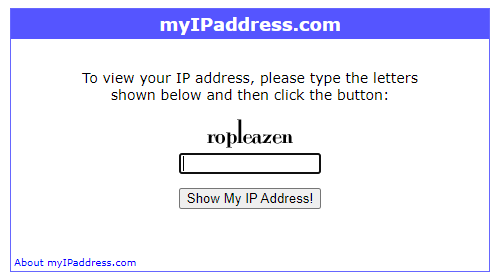 myIPaddress.com
To view your IP address, please type the letters
shown below and then click the button:
ropleazen
Show My IP Address!
About myIPaddress.com